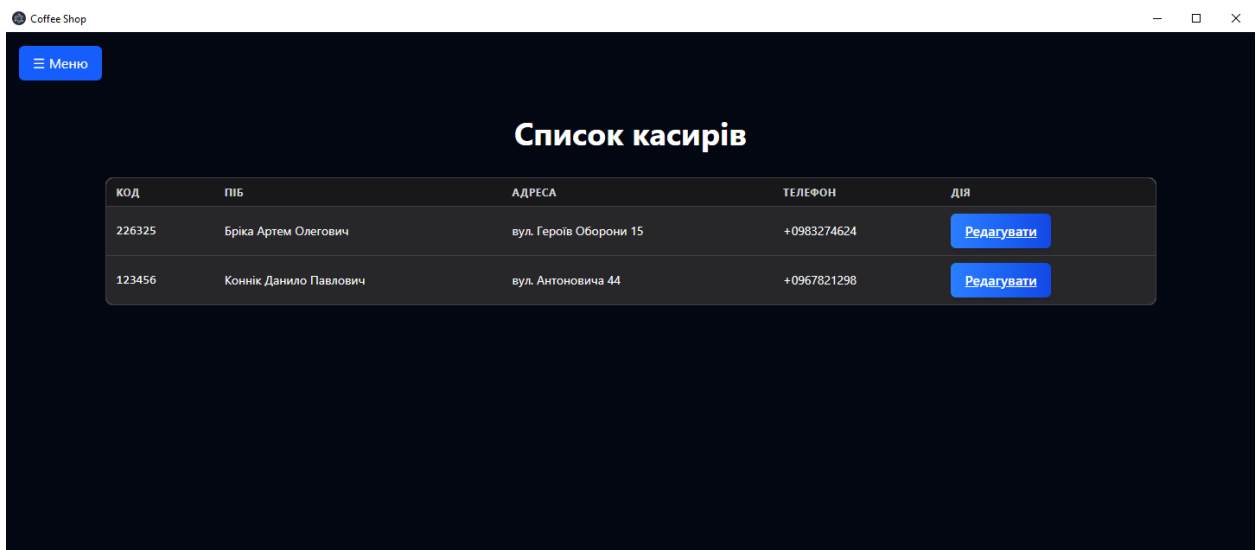 Coffee Shop
☰ Меню
Список касирів
КОД ПІБ АДРЕСА ТЕЛЕФОН ДІЯ
226325 Бріка Артем Олегович вул. Героїв Оборони 15 +0983274624 Редагувати
123456 Коннік Данило Павлович вул. Антоновича 44 +0967821298 Редагувати